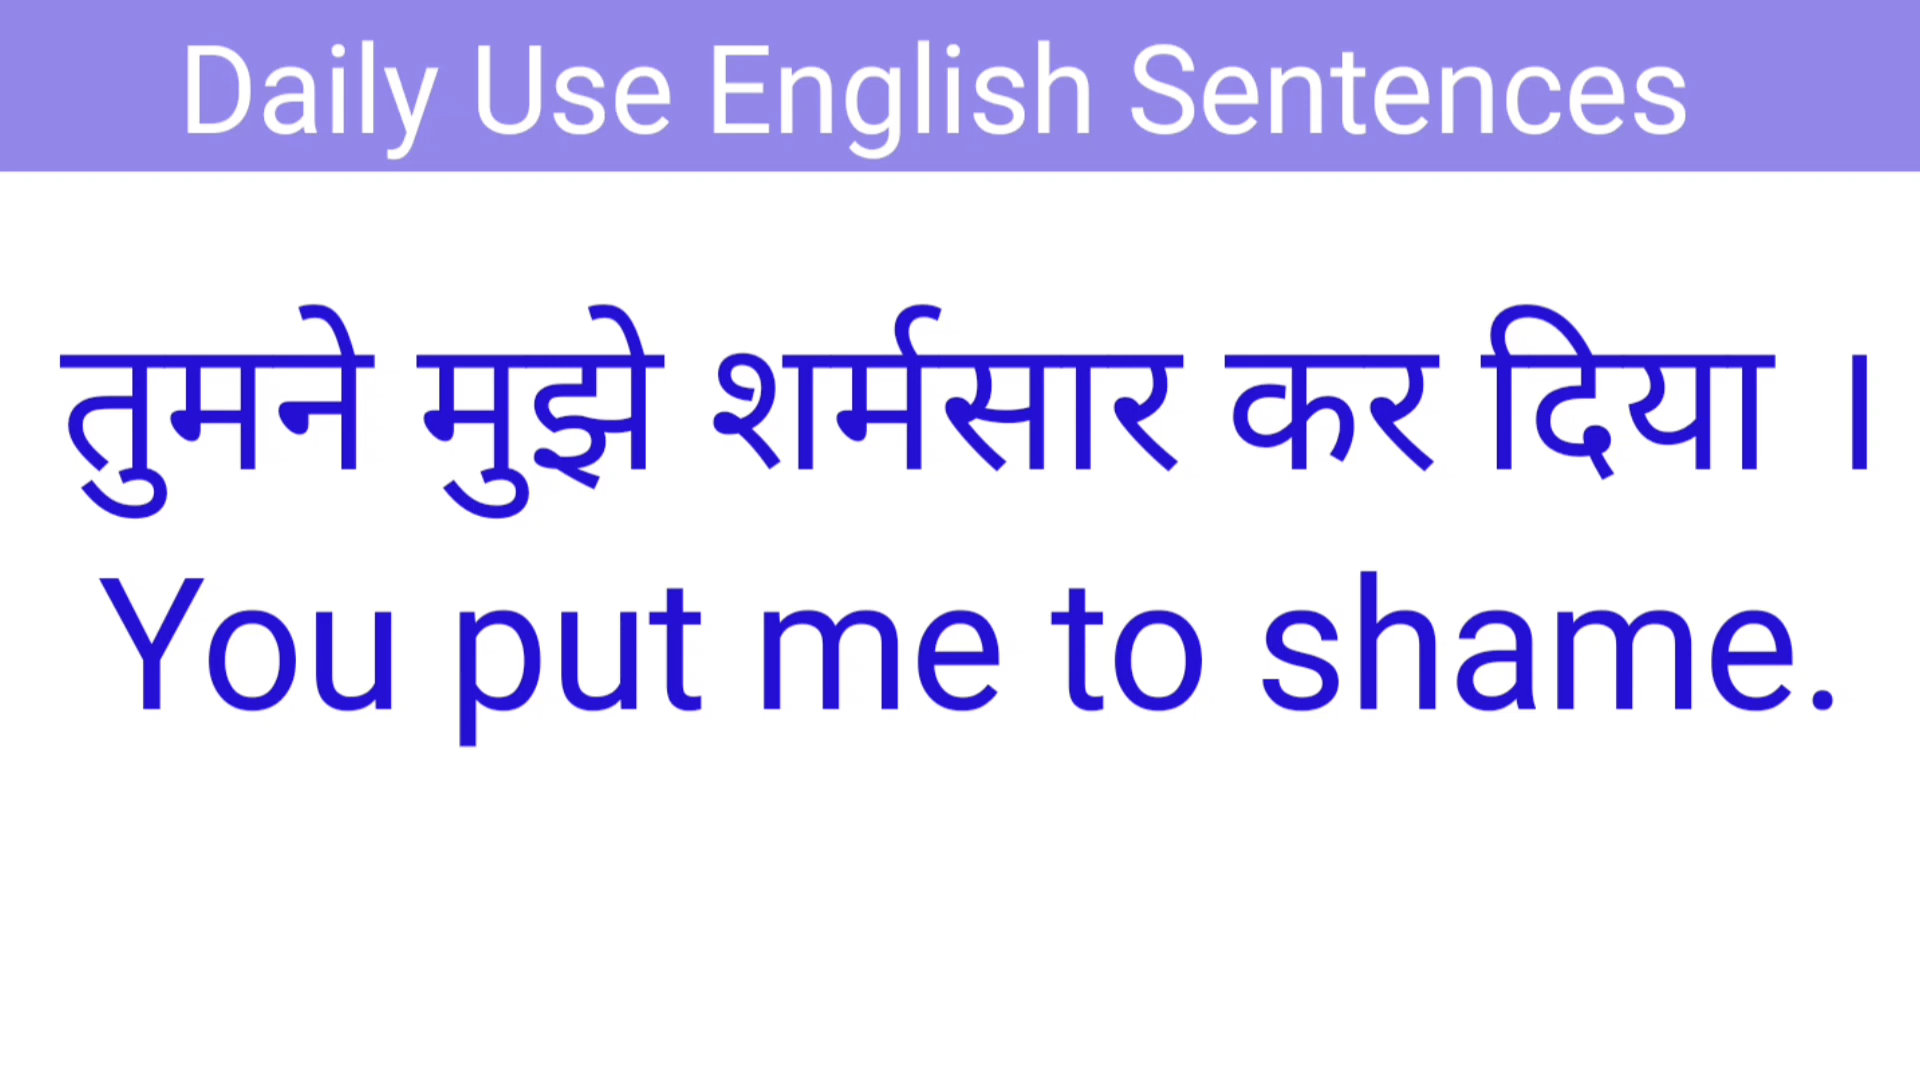 Daily Use English Sentences
तुमने मुझे शर्मसार कर दिया ।
You put me to shame.